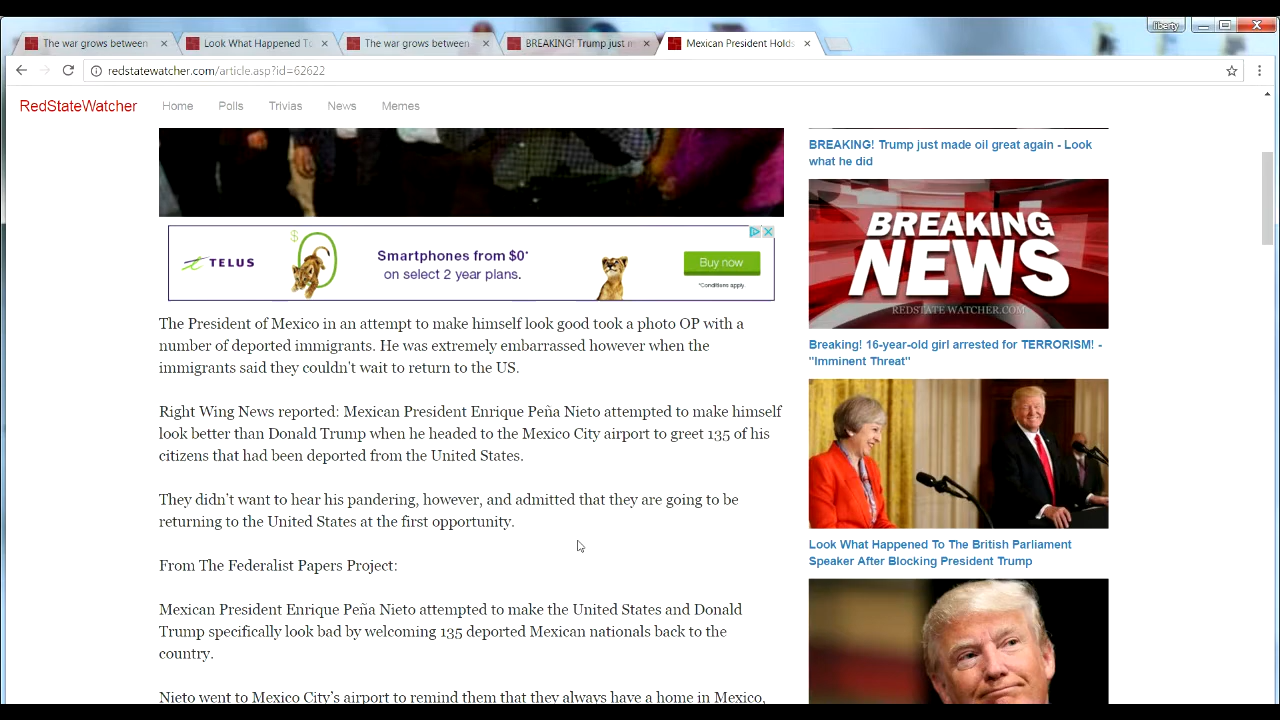 liberty
The war grows between
Look What Happened To
The war grows between
BREAKING! Trump just m
Mexican President Holds
redstatewatcher.com/article.asp?id=62622
RedStateWatcher Home Polls Trivias News Memes
TELUS
Smartphones from $0*
on select 2 year plans.
Buy now
*Conditions apply
The President of Mexico in an attempt to make himself look good took a photo OP with a
number of deported immigrants. He was extremely embarrassed however when the
immigrants said they couldn't wait to return to the US.
Right Wing News reported: Mexican President Enrique Peña Nieto attempted to make himself
look better than Donald Trump when he headed to the Mexico City airport to greet 135 of his
citizens that had been deported from the United States.
They didn't want to hear his pandering, however, and admitted that they are going to be
returning to the United States at the first opportunity.
From The Federalist Papers Project:
Mexican President Enrique Peña Nieto attempted to make the United States and Donald
Trump specifically look bad by welcoming 135 deported Mexican nationals back to the
country.
Nieto went to Mexico City's airport to remind them that they always have a home in Mexico,
BREAKING! Trump just made oil great again - Look
what he did
BREAKING
NEWS
REDSTATE WATCHER.COM
Breaking! 16-year-old girl arrested for TERRORISM! -
"Imminent Threat"
Look What Happened To The British Parliament
Speaker After Blocking President Trump